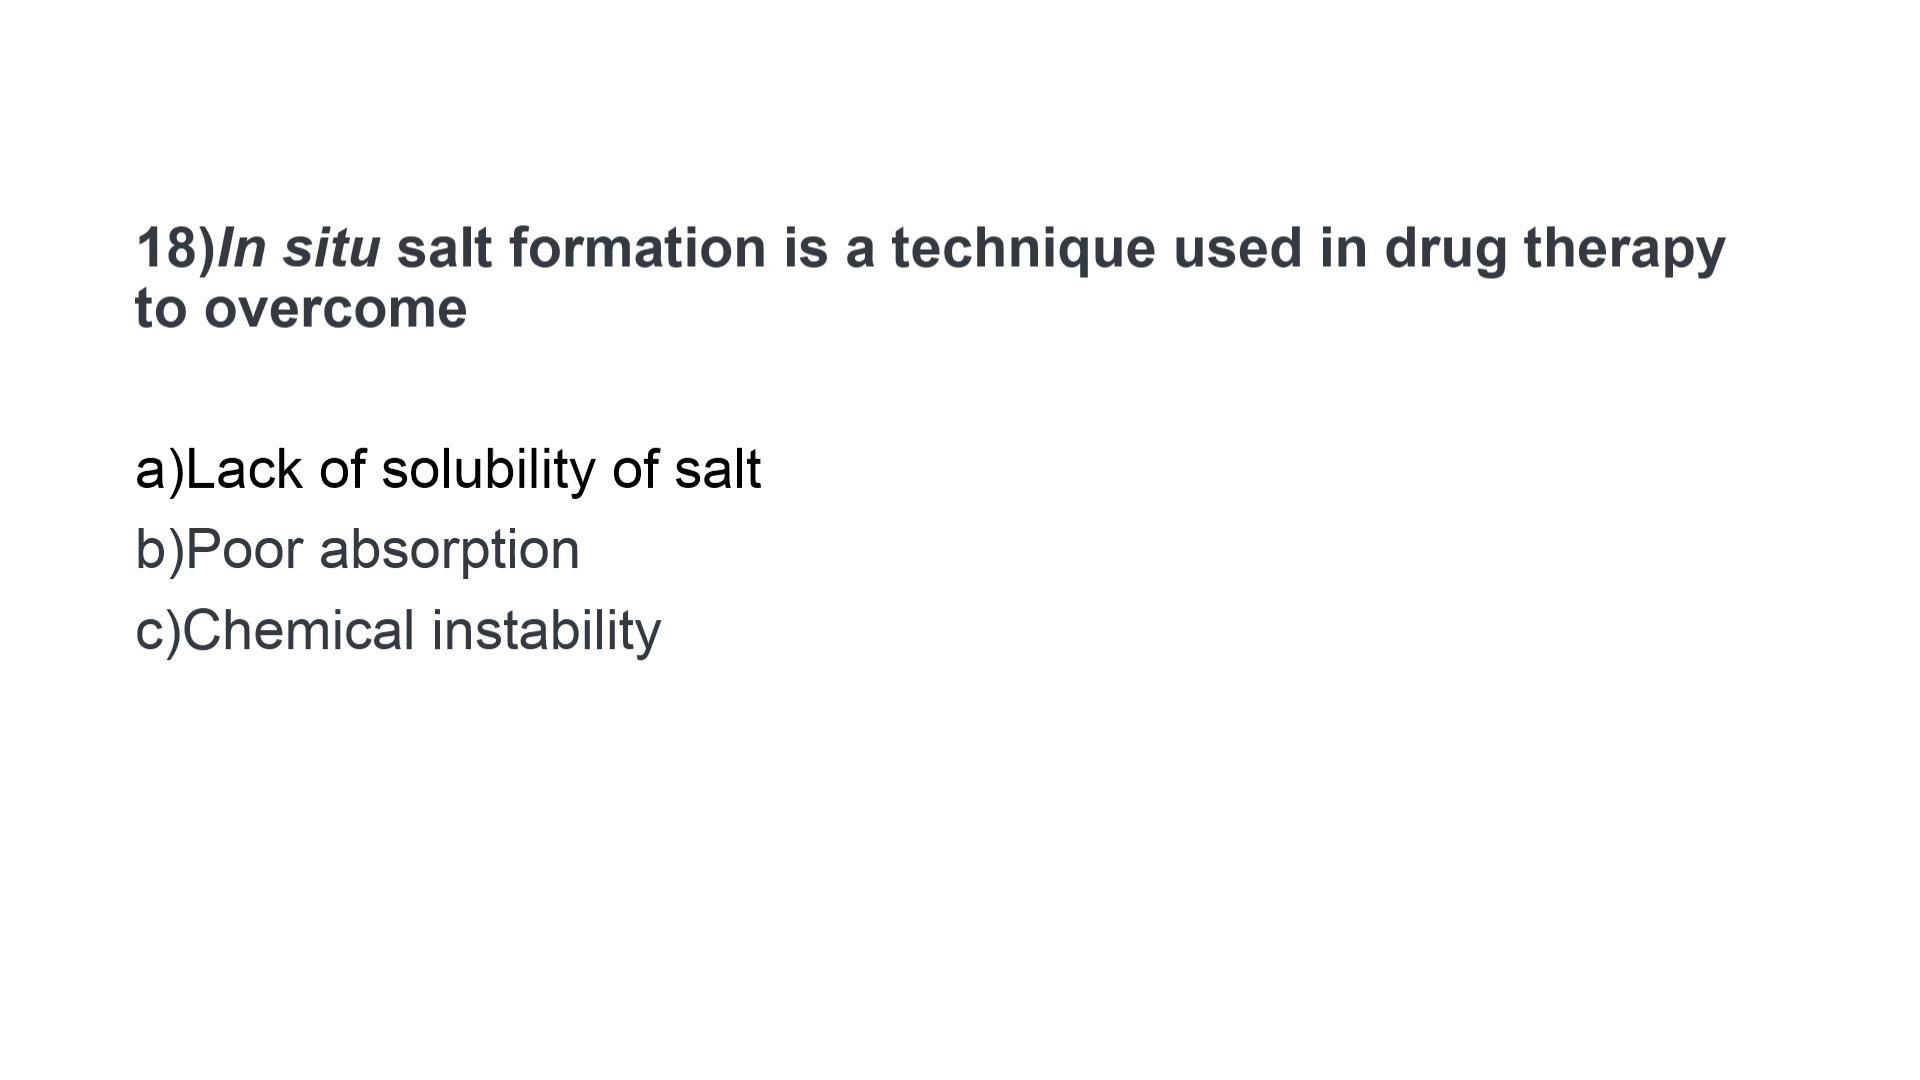 18)In situ salt formation is a technique used in drug therapy
to overcome
a)Lack of solubility of salt
b)Poor absorption
c)Chemical instability